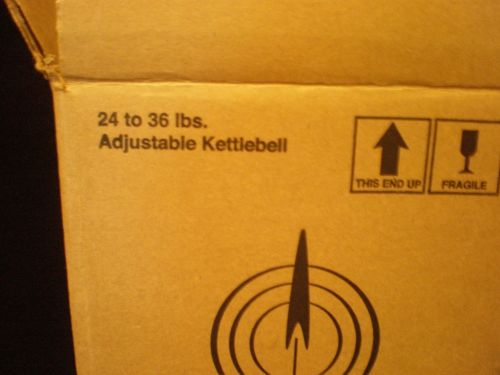 24 to 36 lbs.
Adjustable Kettlebell
THIS END UP
FRAGILE